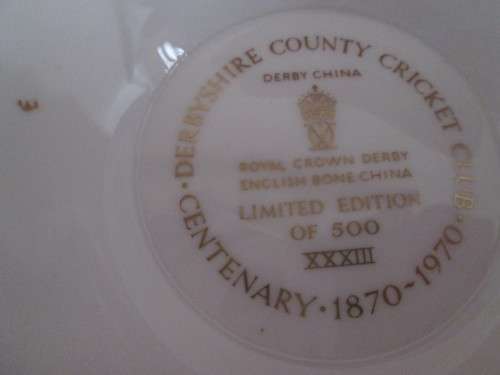 DERBYSHIRE COUNTY CRICKET CLUB
DERBY CHINA
ROYAL CROWN DERBY
ENGLISH BONE CHINA
LIMITED EDITION
OF 500
XXXIII
· CENTENARY · 1870~1970 ·